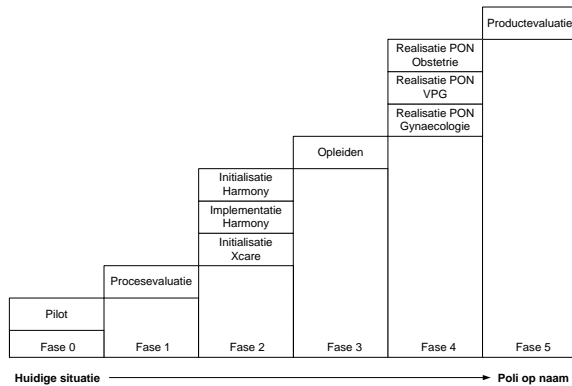 Productevaluatie
Realisatie PON
Obstetrie
Realisatie PON
VPG
Realisatie PON
Gynaecologie
Opleiden
Initialisatie
Harmony
Implementatie
Harmony
Initialisatie
Xcare
Procesevaluatie
Pilot
Fase 0
Fase 1
Fase 2
Fase 3
Fase 4
Fase 5
Huidige situatie
Poli op naam